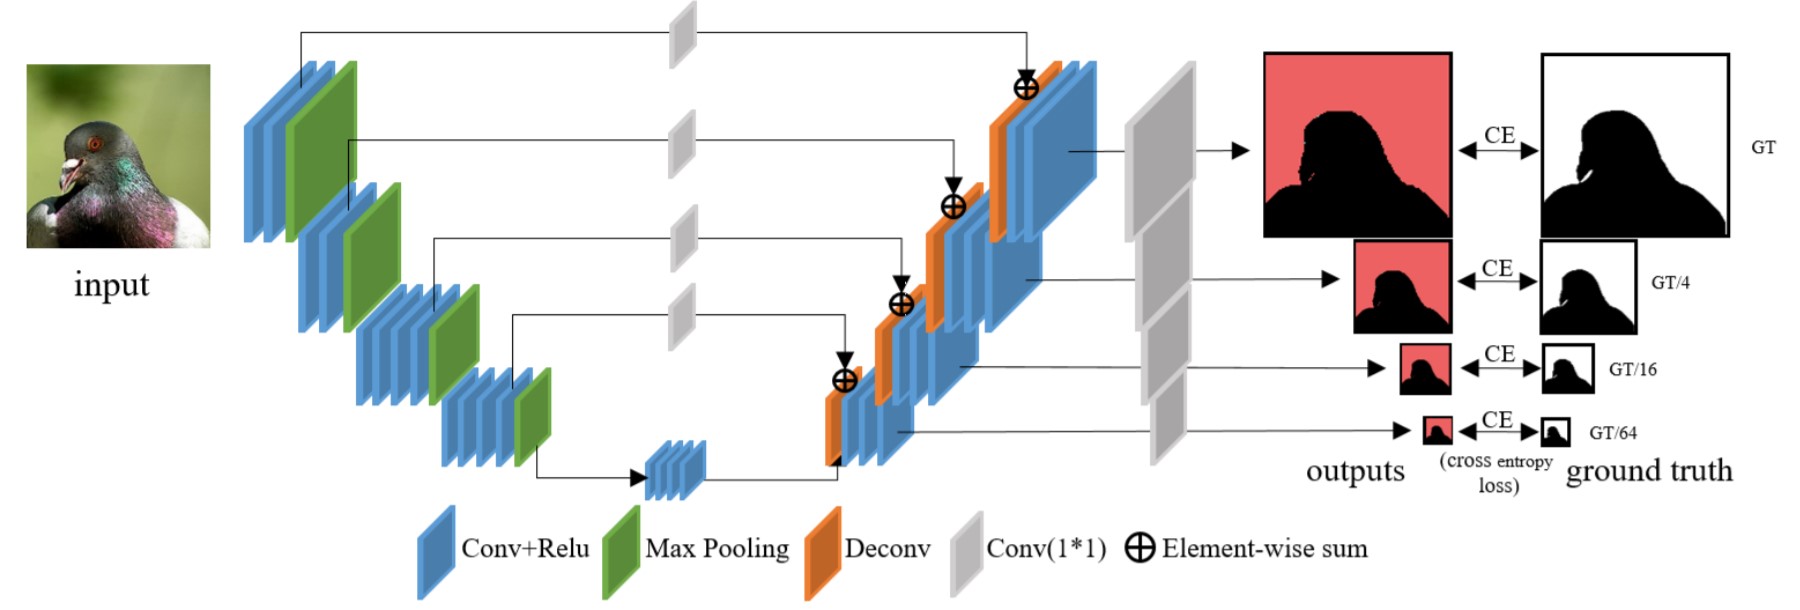 input
CE
GT
CE
GT/4
CE
GT/16
CE
GT/64
outputs
(cross entropy
loss)
ground truth
Conv+Relu
Max Pooling
Deconv
Conv(1*1)
Element-wise sum